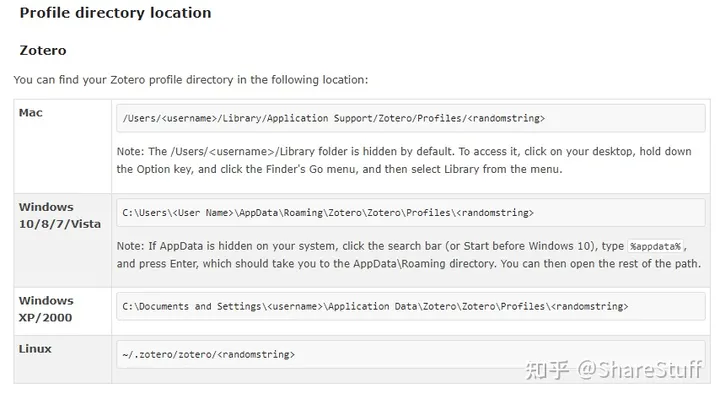 Profile directory location
Zotero
You can find your Zotero profile directory in the following location:
Mac
/Users/<username>/Library/Application Support/Zotero/Profiles/<randomstring>
Note: The /Users/<username>/Library folder is hidden by default. To access it, click on your desktop, hold down
the Option key, and click the Finder's Go menu, and then select Library from the menu.
Windows
10/8/7/Vista
C:\Users\<User Name>\AppData\Roaming\Zotero\Zotero\Profiles\<randomstring>
Note: If AppData is hidden on your system, click the search bar (or Start before Windows 10), type %appdata%,
and press Enter, which should take you to the AppData\Roaming directory. You can then open the rest of the path.
Windows
XP/2000
C:\Documents and Settings\<username>\Application Data\Zotero\Zotero\Profiles\<randomstring>
Linux
~/.zotero/zotero/<randomstring>
知乎 @ShareStuff